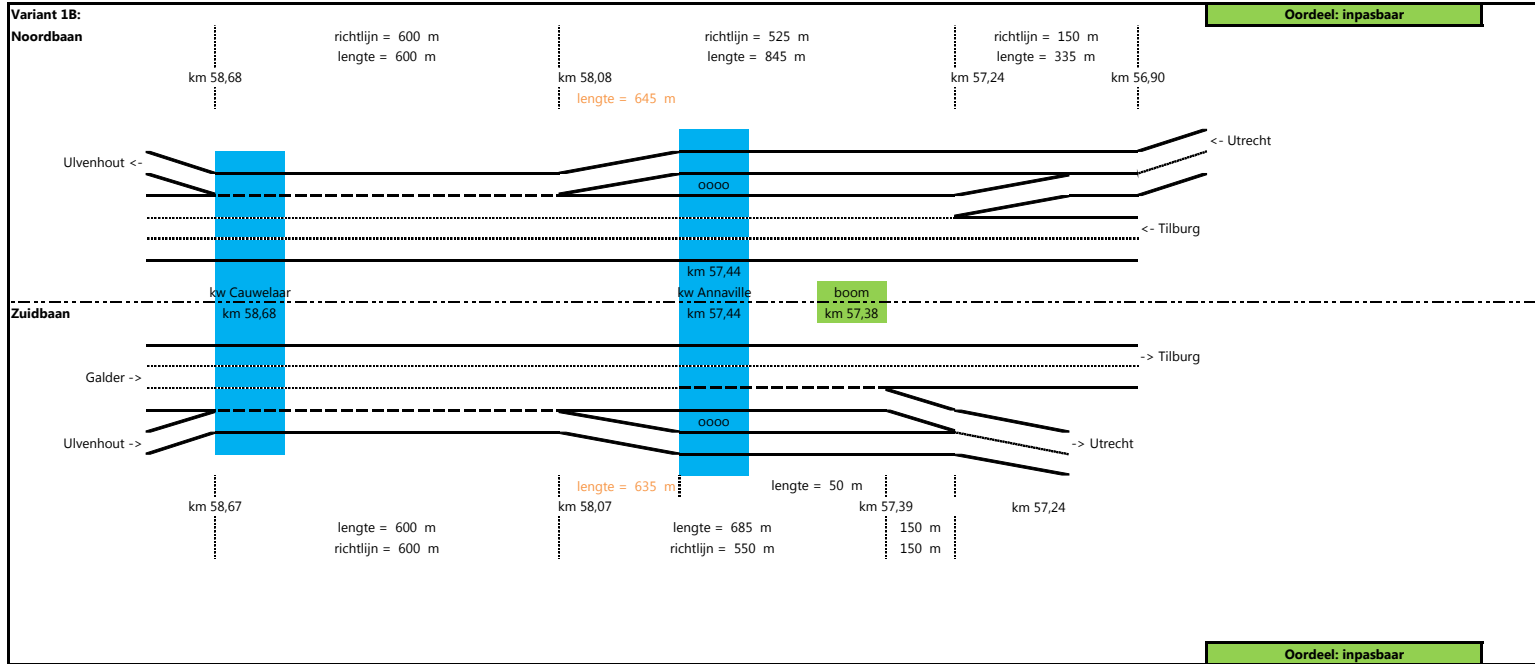 Variant 1B:
Oordeel: inpasbaar
Noordbaan
richtlijn = 600 m
richtlijn = 525 m
richtlijn = 150 m
lengte = 600 m
lengte = 845 m
lengte = 335 m
km 58,68
km 58,08
km 57,24
km 56,90
lengte = 645 m
<- Utrecht
Ulvenhout <-
oooo
<- Tilburg
km 57,44
kw Cauwelaar
kw Annaville
boom
Zuidbaan
km 58,68
km 57,44
km 57,38
-> Tilburg
Galder ->
oooo
Ulvenhout ->
-> Utrecht
lengte = 635 m
lengte = 50 m
km 58,67
km 58,07
km 57,39
km 57,24
lengte = 600 m
lengte = 685 m
150 m
richtlijn = 600 m
richtlijn = 550 m
150 m
Oordeel: inpasbaar